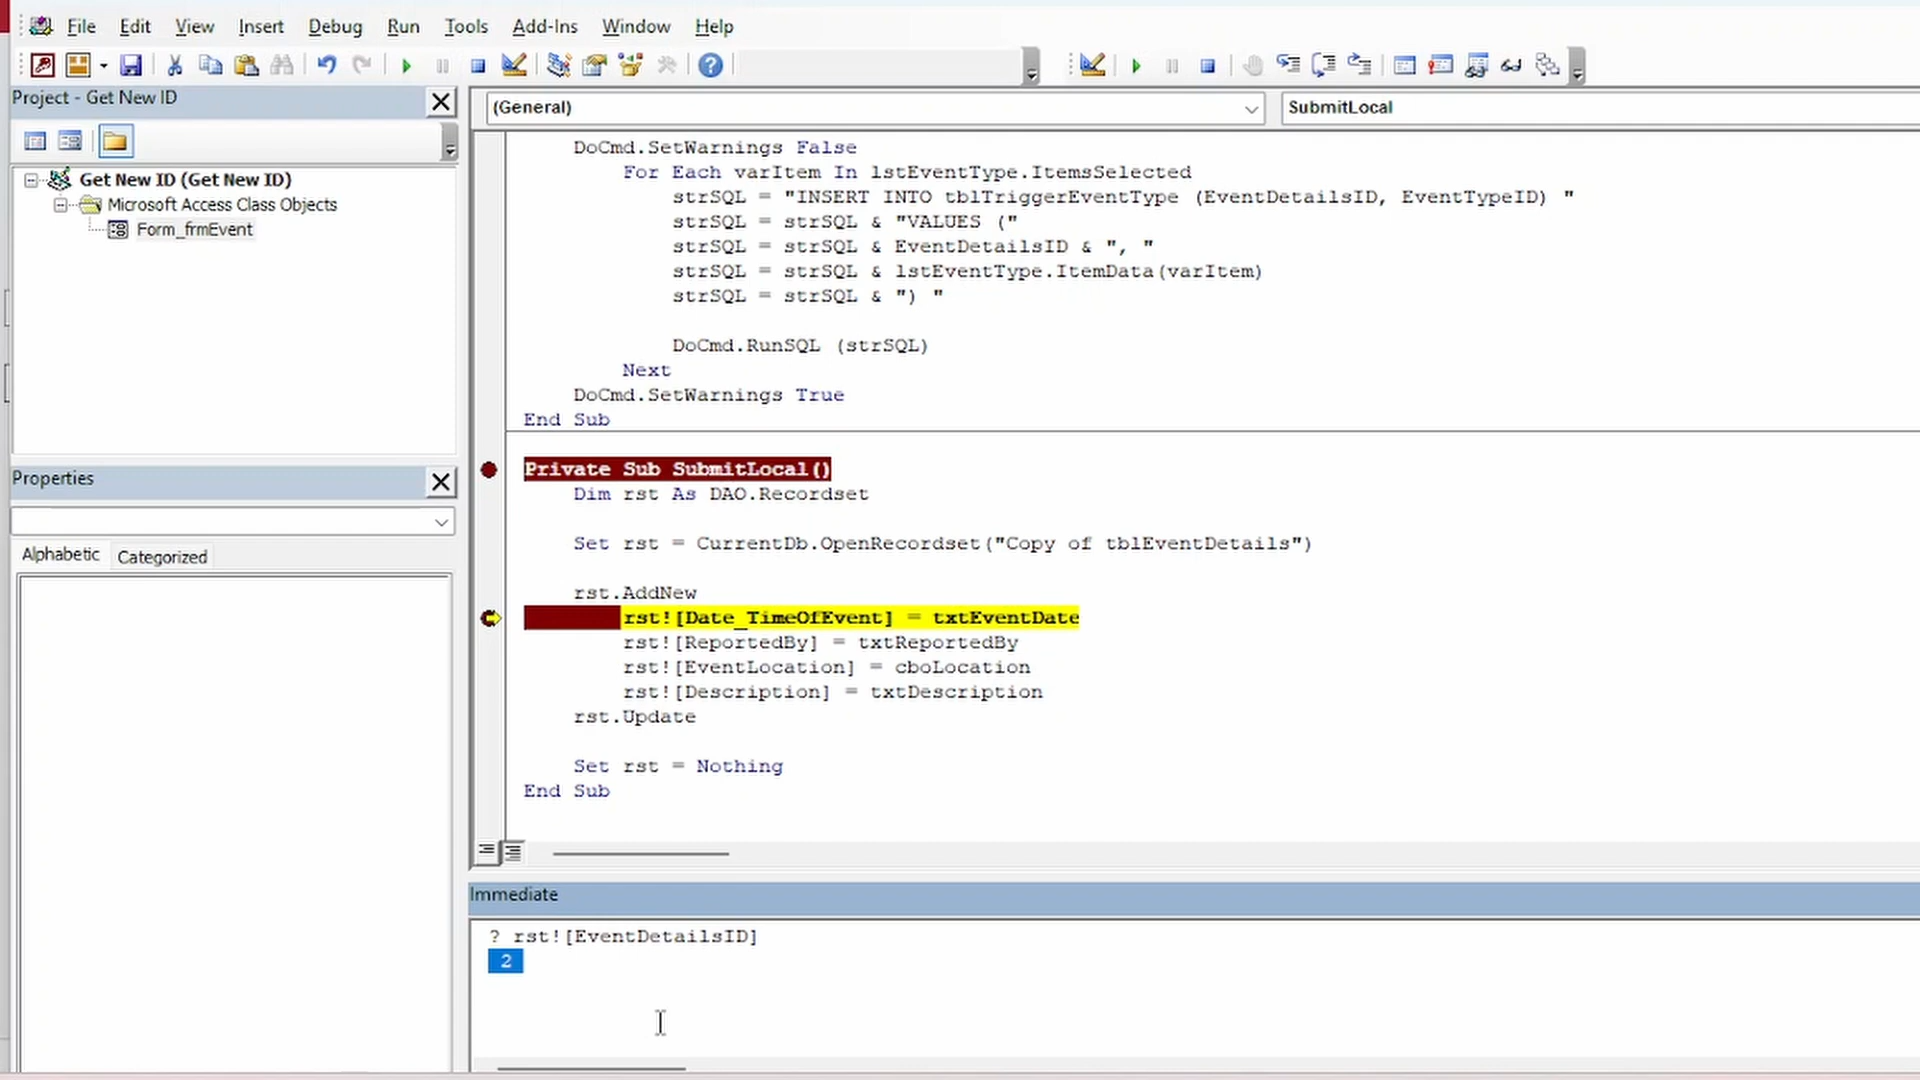 File Edit View Insert Debug Run Tools Add-Ins Window Help
Project - Get New ID
Get New ID (Get New ID)
Microsoft Access Class Objects
Form_frmEvent
Properties
Alphabetic Categorized
(General) SubmitLocal
DoCmd.SetWarnings False
For Each varItem In lstEventType.ItemsSelected
strSQL = "INSERT INTO tblTriggerEventType (EventDetailsID, EventTypeID) "
strSQL = strSQL & "VALUES ("
strSQL = strSQL & EventDetailsID & ", "
strSQL = strSQL & lstEventType.ItemData(varItem)
strSQL = strSQL & ") "
DoCmd.RunSQL (strSQL)
Next
DoCmd.SetWarnings True
End Sub
Private Sub SubmitLocal()
Dim rst As DAO.Recordset
Set rst = CurrentDb.OpenRecordset("Copy of tblEventDetails")
rst.AddNew
rst![Date_TimeOfEvent] = txtEventDate
rst![ReportedBy] = txtReportedBy
rst![EventLocation] = cboLocation
rst![Description] = txtDescription
rst.Update
Set rst = Nothing
End Sub
Immediate
? rst![EventDetailsID]
2